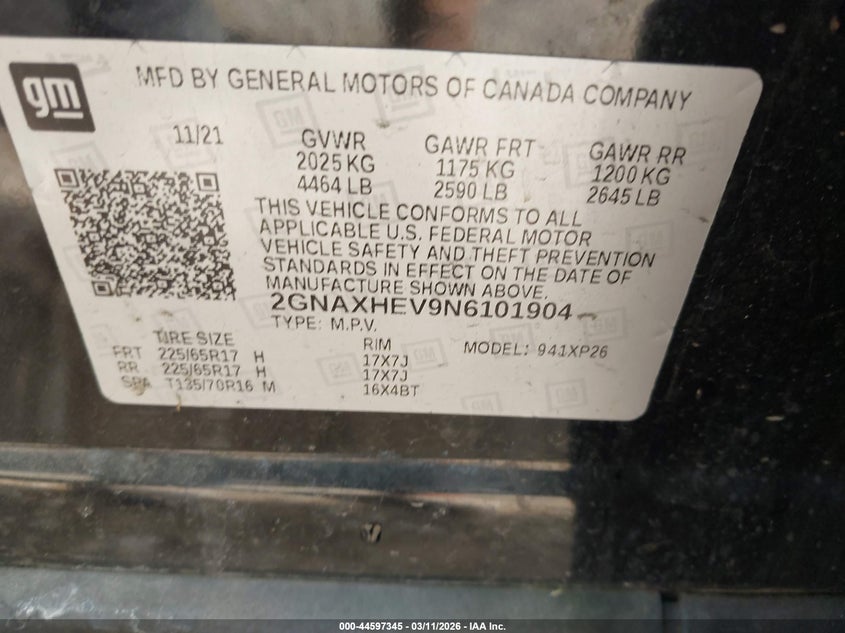 gm
MFD BY GENERAL MOTORS OF CANADA COMPANY
11/21
GVWR
2025 KG
4464 LB
GAWR FRT
1175 KG
2590 LB
GAWR RR
1200 KG
2645 LB
THIS VEHICLE CONFORMS TO ALL
APPLICABLE U.S. FEDERAL MOTOR
VEHICLE SAFETY AND THEFT PREVENTION
STANDARDS IN EFFECT ON THE DATE OF
MANUFACTURE SHOWN ABOVE.
2GNAXHEV9N6101904
TYPE: M.P.V.
MODEL: 941XP26
TIRE SIZE RIM
FRT 225/65R17 H 17X7J
RR 225/65R17 H 17X7J
SPA T135/70R16 M 16X4BT
000-44597345 - 03/11/2026 - IAA Inc.